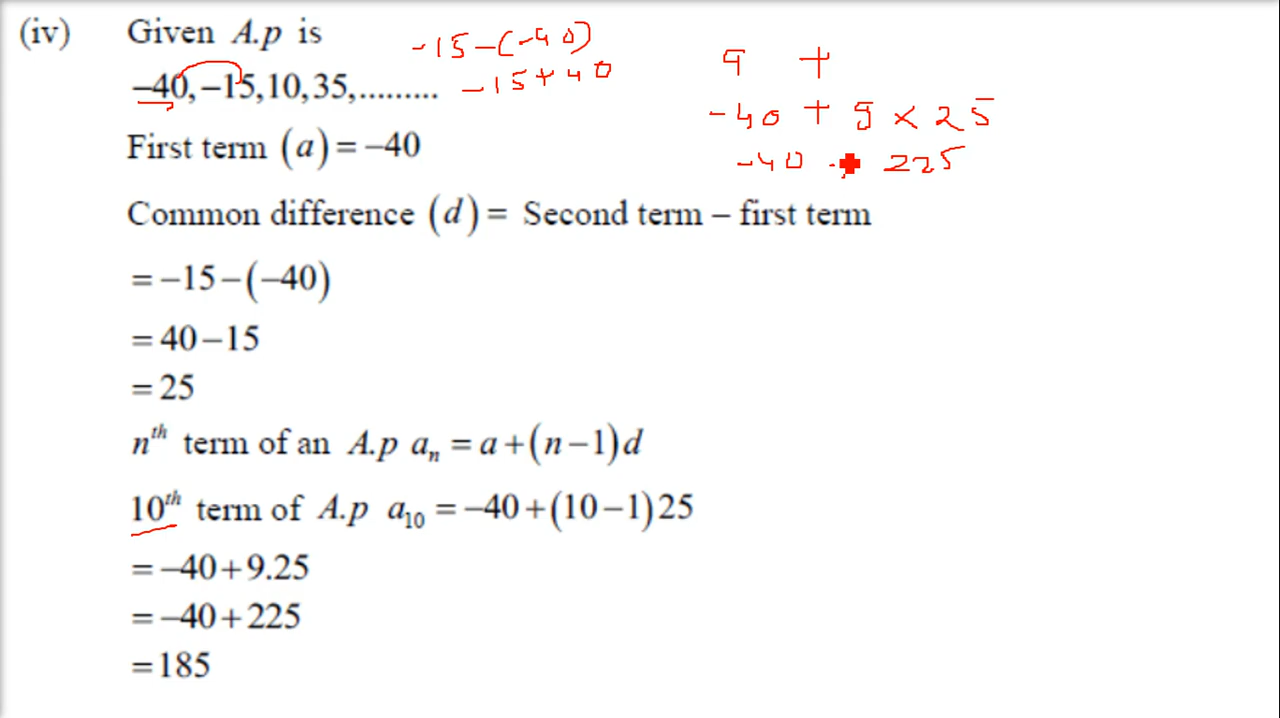 (iv) Given A.p is
-15-(-40)
–40, –15, 10, 35, .........
-15+40
9 +
-40 + 9 × 25
-40 + 225
First term (a) = –40
Common difference (d) = Second term – first term
= –15 – (–40)
= 40 – 15
= 25
nth term of an A.p aₙ = a + (n – 1)d
10th term of A.p a₁₀ = –40 + (10 – 1)25
= –40 + 9.25
= –40 + 225
= 185